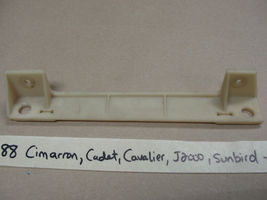 88 Cimarron, Cadet, Cavalier, J2000, Sunbird -